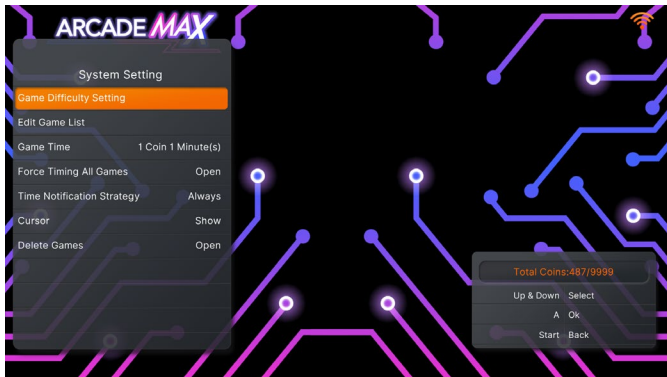 ARCADE MAX
System Setting
Game Difficulty Setting
Edit Game List
Game Time 1 Coin 1 Minute(s)
Force Timing All Games Open
Time Notification Strategy Always
Cursor Show
Delete Games Open
Total Coins:487/9999
Up & Down Select
A Ok
Start Back